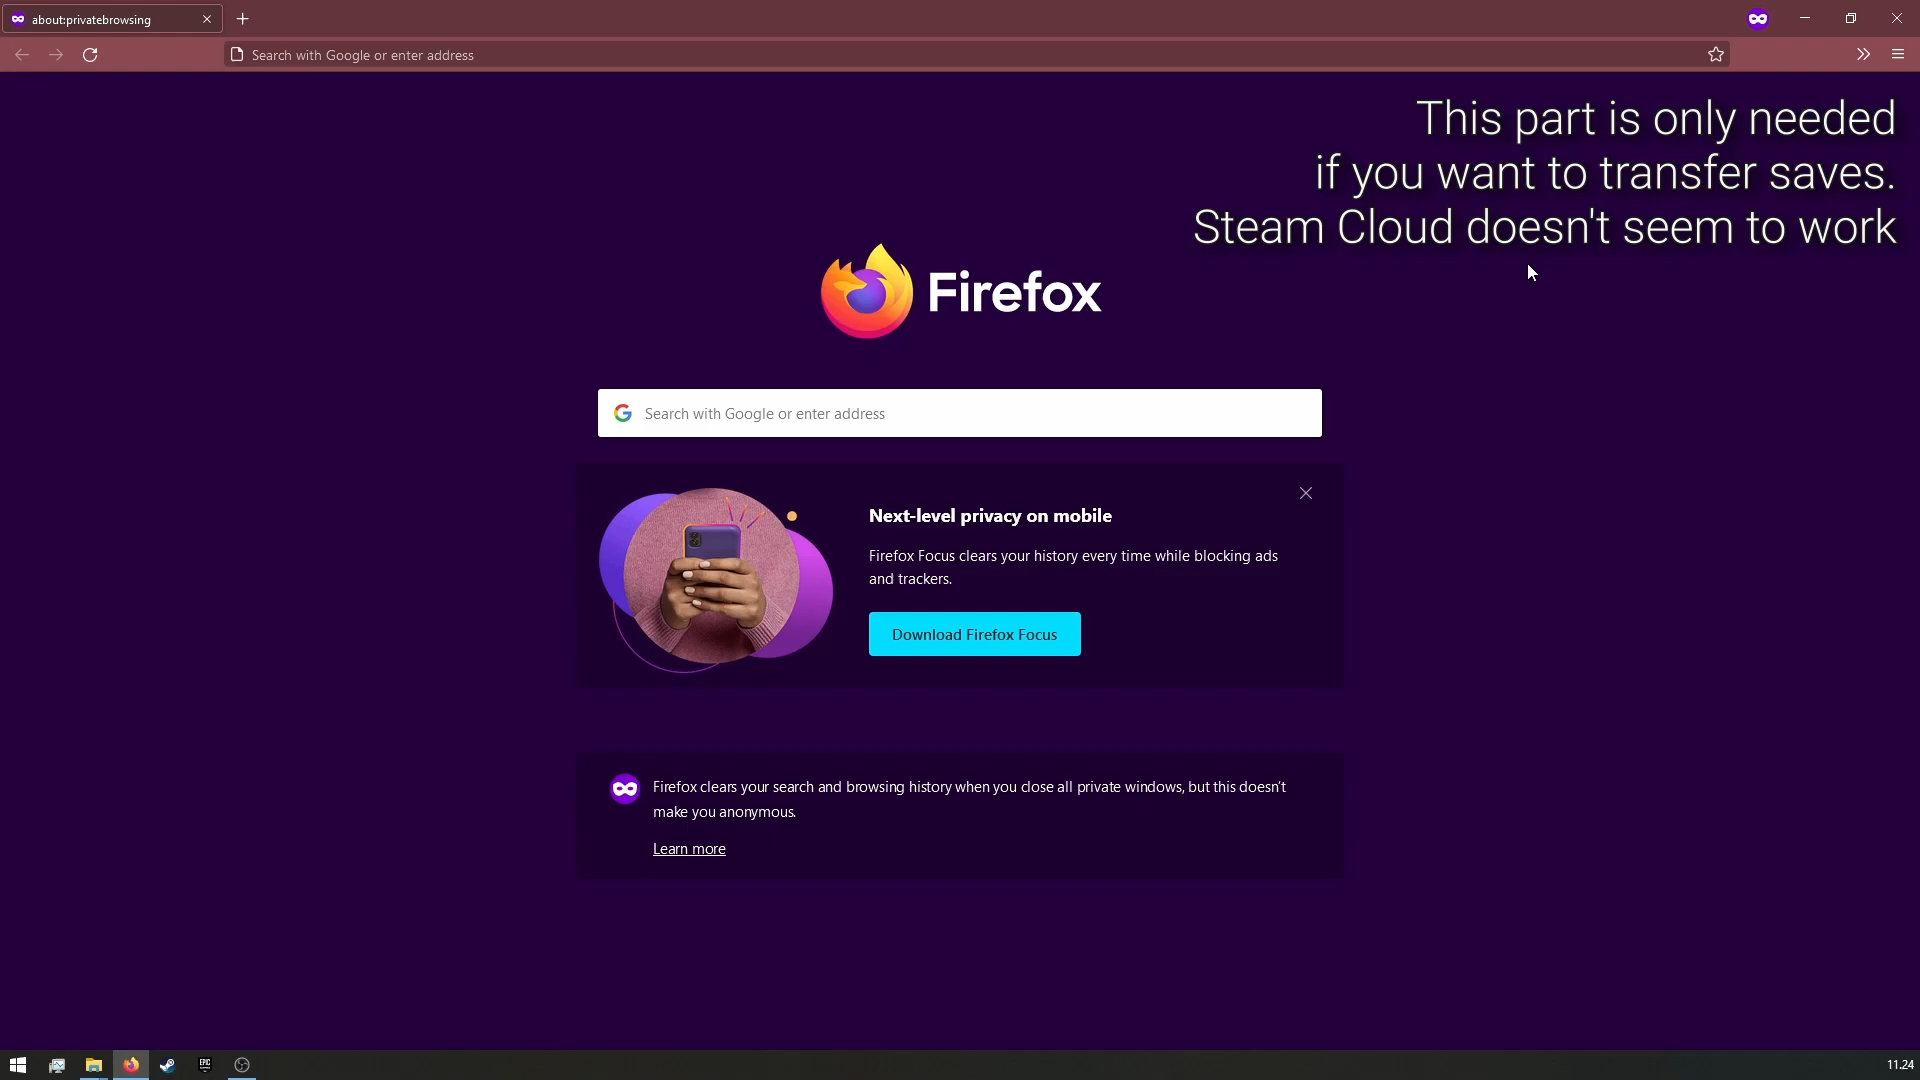 about:privatebrowsing
Search with Google or enter address
This part is only needed
if you want to transfer saves.
Steam Cloud doesn't seem to work
Firefox
Search with Google or enter address
Next-level privacy on mobile
Firefox Focus clears your history every time while blocking ads
and trackers.
Download Firefox Focus
Firefox clears your search and browsing history when you close all private windows, but this doesn't
make you anonymous.
Learn more
EPIC
11.24